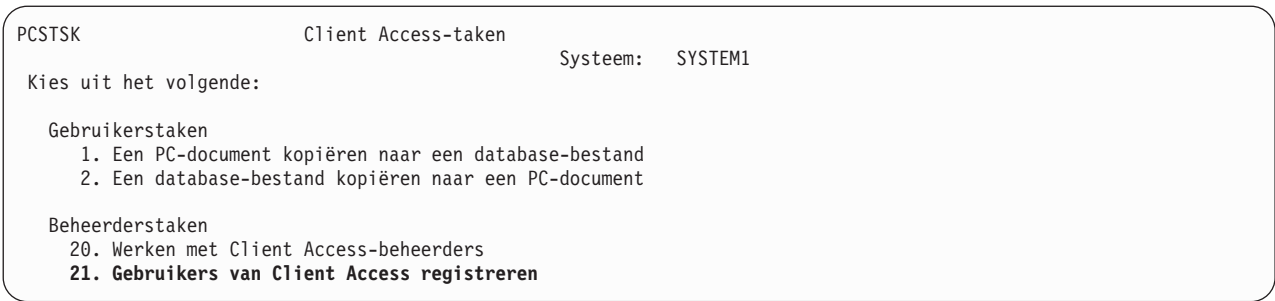 PCSTSK Client Access-taken
Systeem: SYSTEM1
Kies uit het volgende:
Gebruikerstaken
1. Een PC-document kopiëren naar een database-bestand
2. Een database-bestand kopiëren naar een PC-document
Beheerderstaken
20. Werken met Client Access-beheerders
21. Gebruikers van Client Access registreren